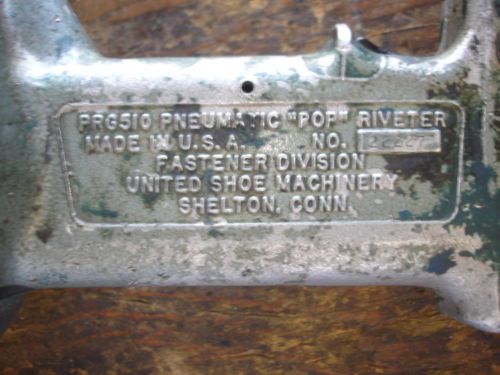 PRG510 PNEUMATIC "POP" RIVETER
MADE IN U.S.A. NO.
FASTENER DIVISION
UNITED SHOE MACHINERY
SHELTON, CONN.